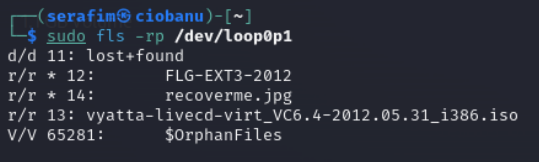 ┌──(serafim㉿ciobanu)-[~]
└─$ sudo fls -rp /dev/loop0p1
d/d 11: lost+found
r/r * 12:       FLG-EXT3-2012
r/r * 14:       recoverme.jpg
r/r 13: vyatta-livecd-virt_VC6.4-2012.05.31_i386.iso
V/V 65281:      $OrphanFiles